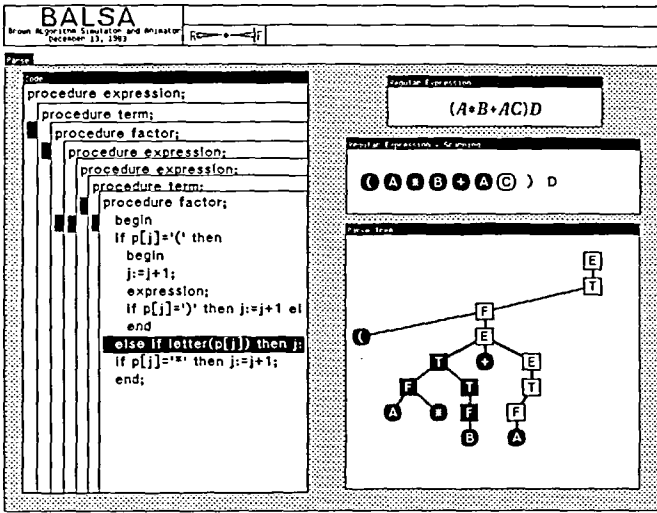 BALSA
Brown ALgorithm Simulator and Animator
December 13, 1983
R F
Parse
Code
procedure expression;
procedure term;
procedure factor;
procedure expression;
procedure expression;
procedure term;
procedure factor;
begin
if p[j]='(' then
begin
j:=j+1;
expression;
if p[j]=')' then j:=j+1 el
end
else if letter(p[j]) then j:
if p[j]='*' then j:=j+1;
end;
Regular Expression
(A*B+AC)D
Regular Expression - Scanning
( A * B + A C ) D
Parse Tree
E
T
F
( E
T + E
F T T
A * F F
B A